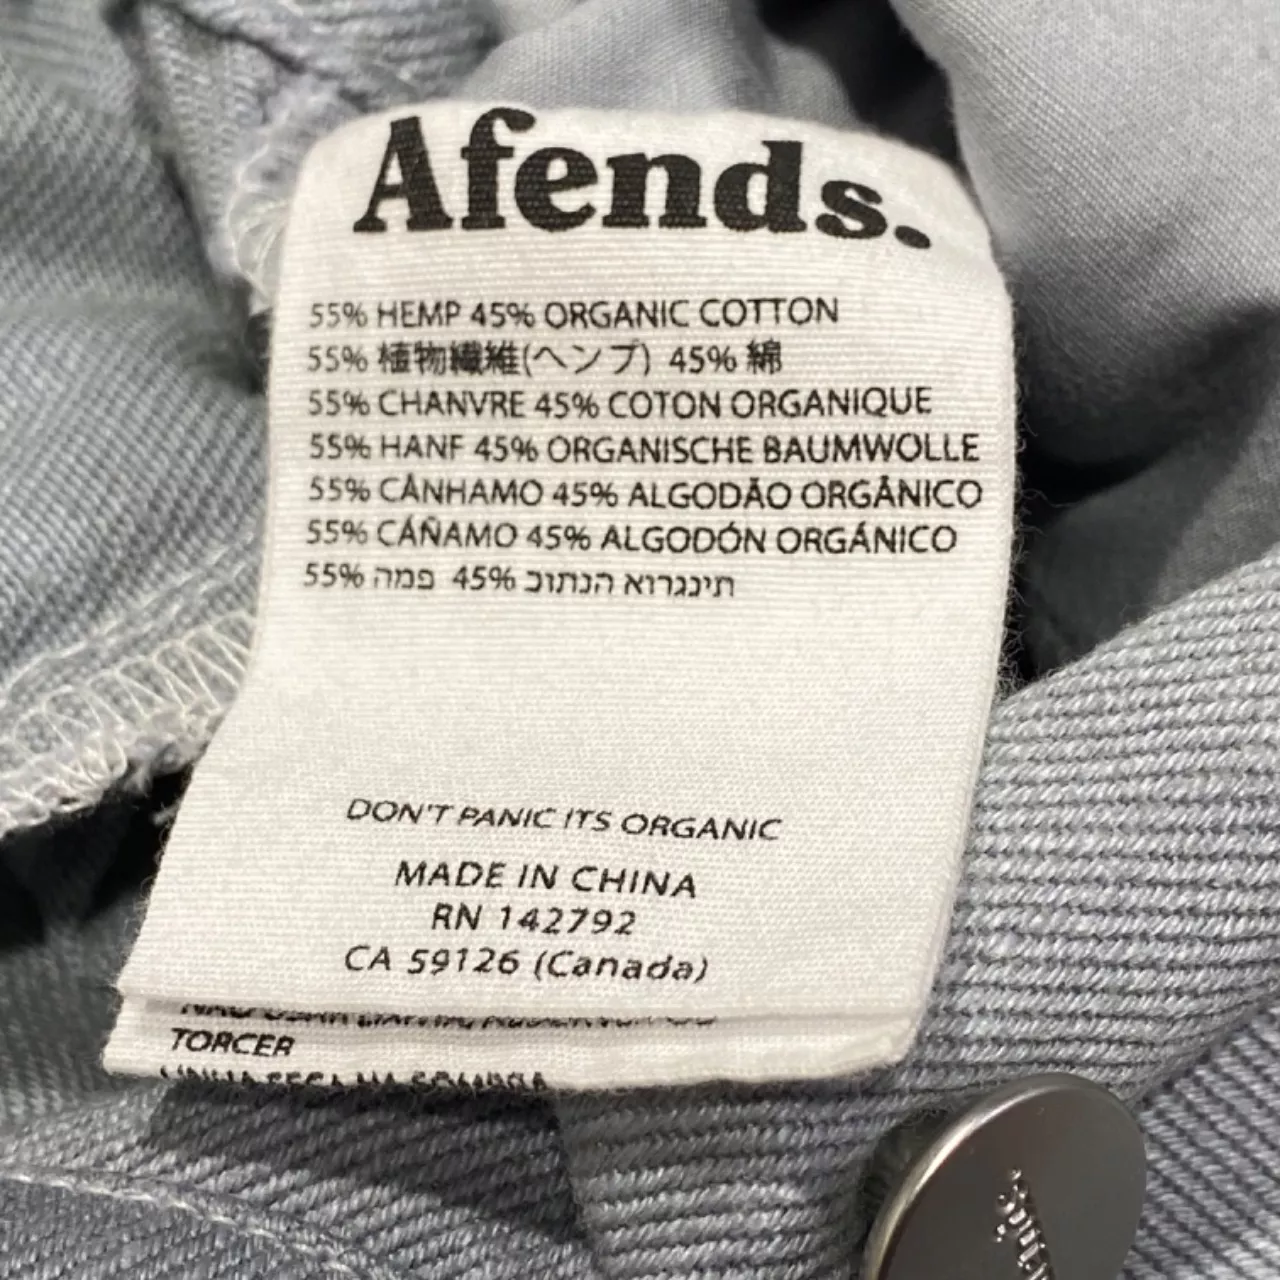 Afends.
55% HEMP 45% ORGANIC COTTON
55% 植物繊維(ヘンプ) 45% 綿
55% CHANVRE 45% COTON ORGANIQUE
55% HANF 45% ORGANISCHE BAUMWOLLE
55% CÂNHAMO 45% ALGODÃO ORGÂNICO
55% CÁÑAMO 45% ALGODÓN ORGÁNICO
55% פמה 45% תינגרוא הנתוכ
DON'T PANIC ITS ORGANIC
MADE IN CHINA
RN 142792
CA 59126 (Canada)
TORCER